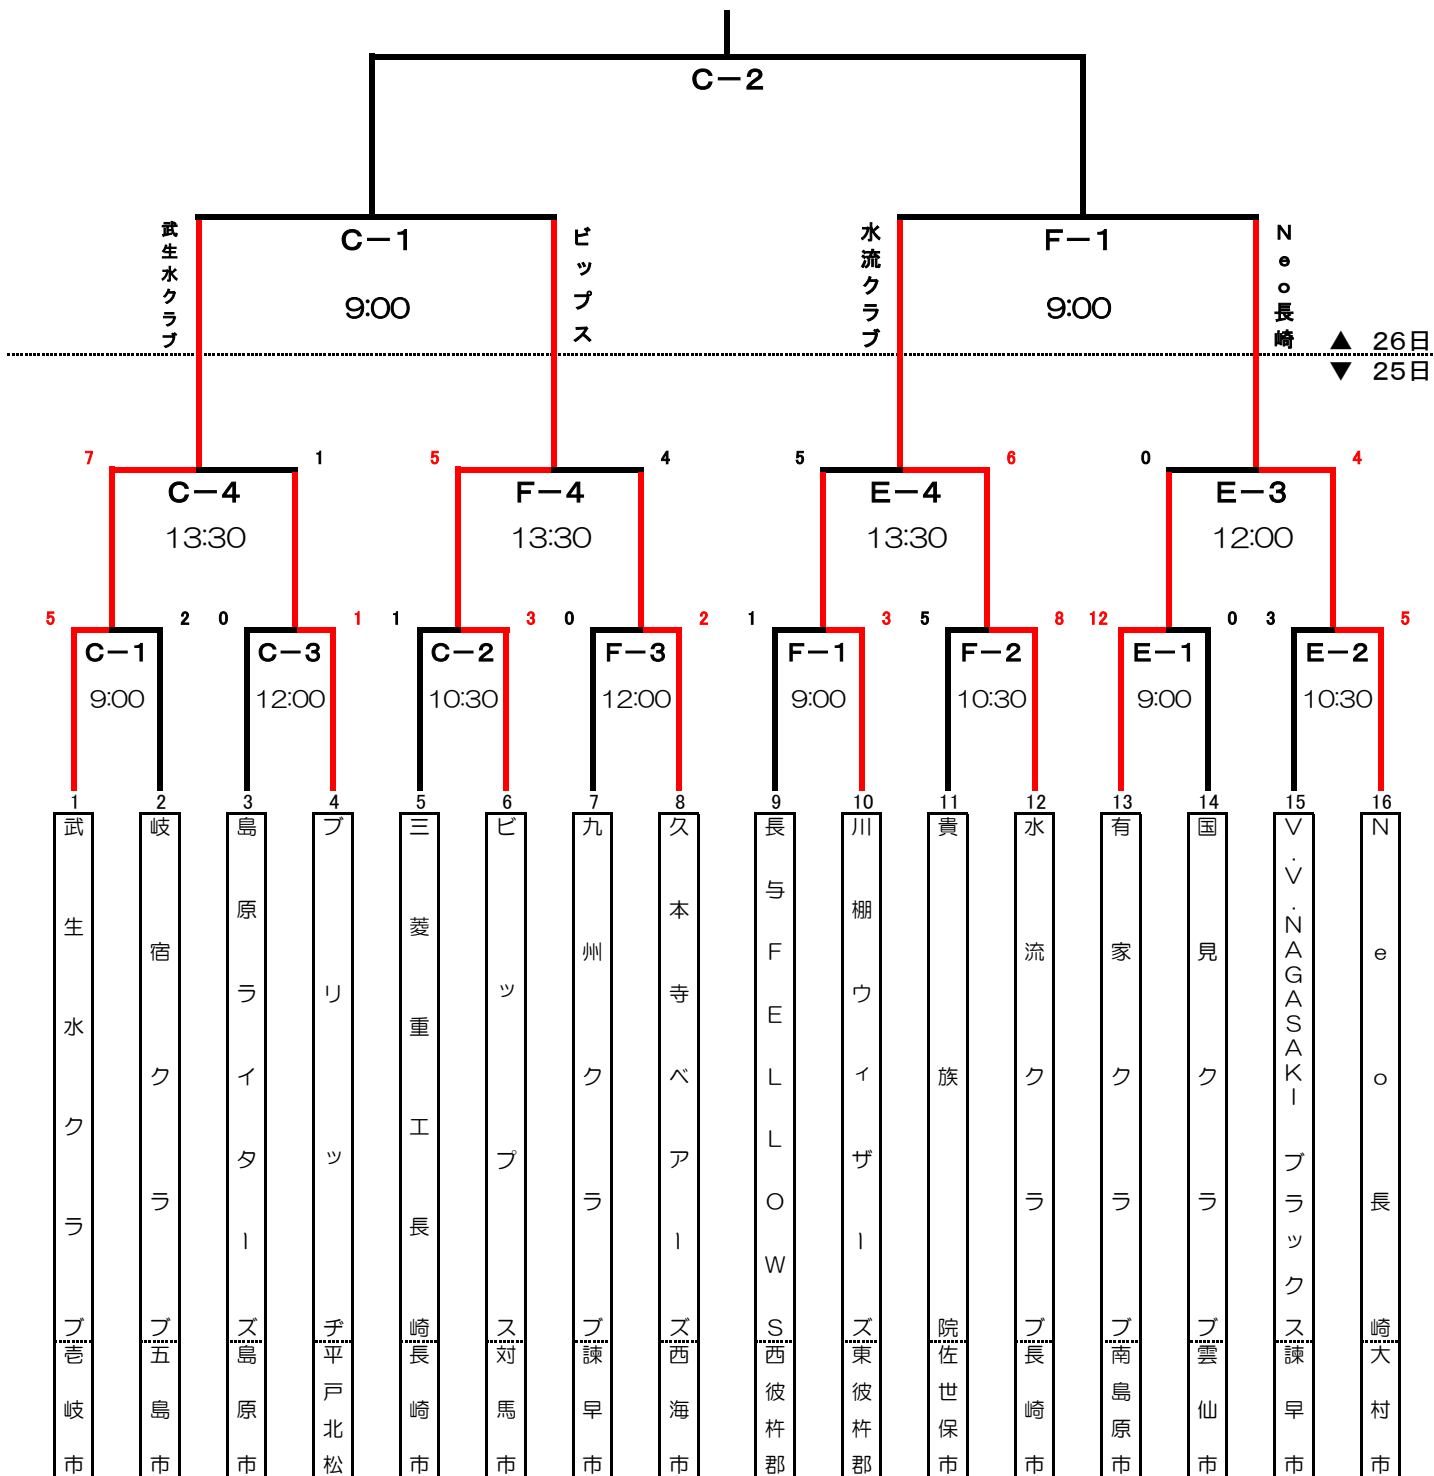 C－2
武生水クラブ
C－1
9:00
ビップス
水流クラブ
F－1
9:00
Neo長崎
▲ 26日
▼ 25日
7
1
5
4
5
6
0
4
C－4
F－4
E－4
E－3
13:30
13:30
13:30
12:00
5
2
0
1
1
3
0
2
1
3
5
8
12
0
3
5
C－1
C－3
C－2
F－3
F－1
F－2
E－1
E－2
9:00
12:00
10:30
12:00
9:00
10:30
9:00
10:30
1
武生水クラブ
壱岐市
2
岐宿クラブ
五島市
3
島原ライターズ
島原市
4
ブリッヂ
平戸北松
5
三菱重工長崎
長崎市
6
ビップス
対馬市
7
九州クラブ
諫早市
8
久本寺ベアーズ
西海市
9
長与FELLOWS
西彼杵郡
10
川棚ウィザーズ
東彼杵郡
11
貴族院
佐世保市
12
水流クラブ
長崎市
13
有家クラブ
南島原市
14
国見クラブ
雲仙市
15
V.V.NAGASAKI ブラックス
諫早市
16
Neo長崎
大村市